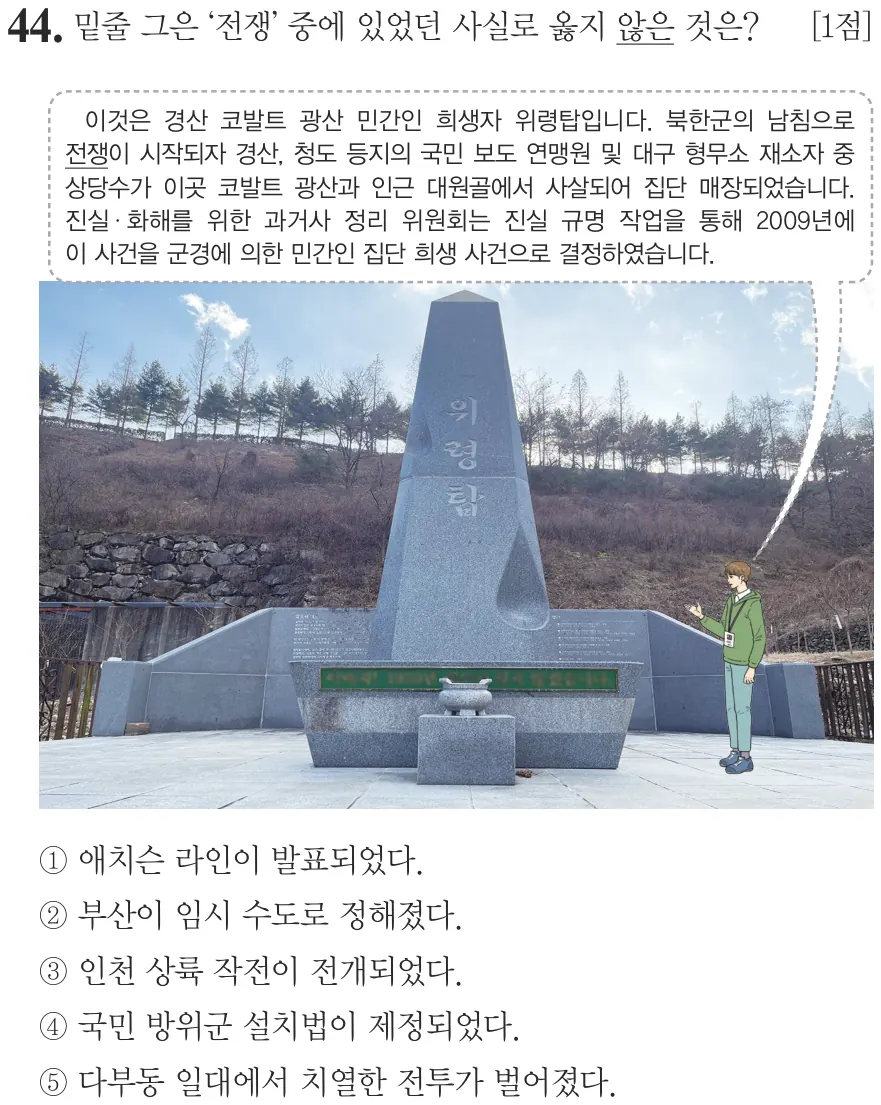 44. 밑줄 그은 ‘전쟁’ 중에 있었던 사실로 옳지 않은 것은? [1점]
이것은 경산 코발트 광산 민간인 희생자 위령탑입니다. 북한군의 남침으로
전쟁이 시작되자 경산, 청도 등지의 국민 보도 연맹원 및 대구 형무소 재소자 중
상당수가 이곳 코발트 광산과 인근 대원골에서 사살되어 집단 매장되었습니다.
진실·화해를 위한 과거사 정리 위원회는 진실 규명 작업을 통해 2009년에
이 사건을 군경에 의한 민간인 집단 희생 사건으로 결정하였습니다.
위
령
탑
① 애치슨 라인이 발표되었다.
② 부산이 임시 수도로 정해졌다.
③ 인천 상륙 작전이 전개되었다.
④ 국민 방위군 설치법이 제정되었다.
⑤ 다부동 일대에서 치열한 전투가 벌어졌다.